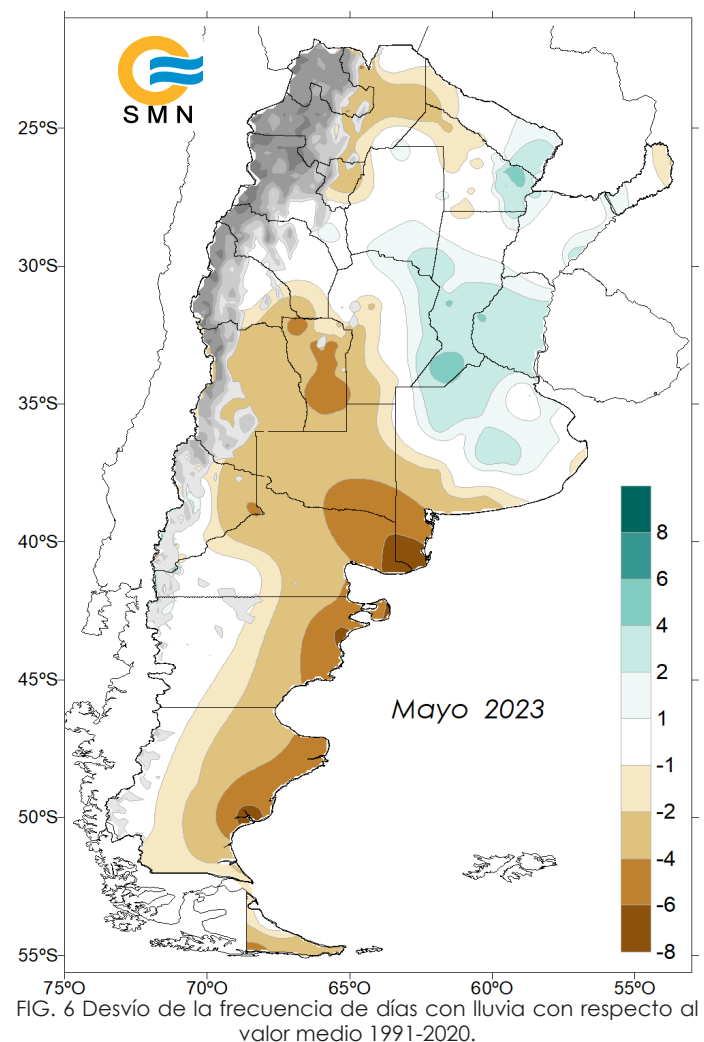 SMN
25ºS
30ºS
35ºS
40ºS
45ºS
50ºS
55ºS
8
6
4
2
1
-1
-2
-4
-6
-8
Mayo 2023
75ºO 70ºO 65ºO 60ºO 55ºO
FIG. 6 Desvío de la frecuencia de días con lluvia con respecto al
valor medio 1991-2020.